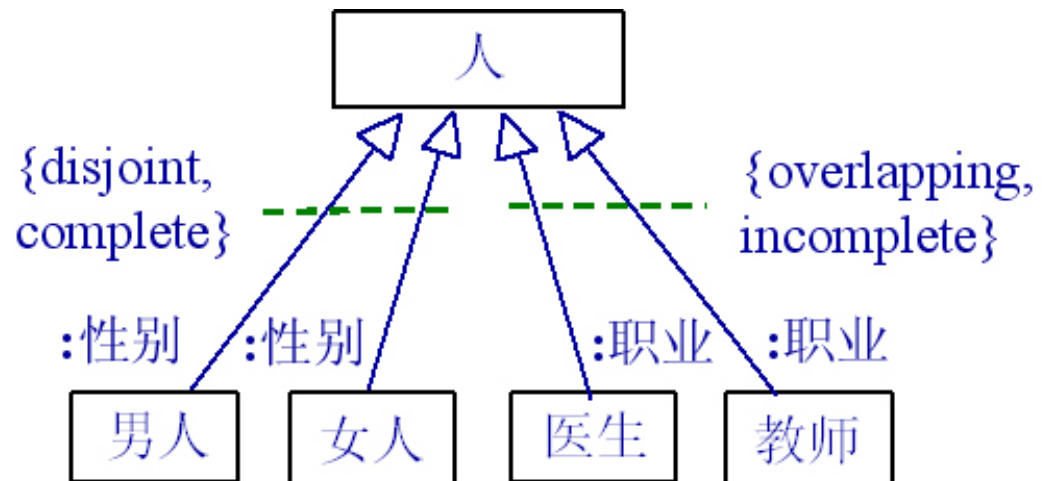 人
{disjoint,
complete}
{overlapping,
incomplete}
:性别
:性别
:职业
:职业
男人
女人
医生
教师